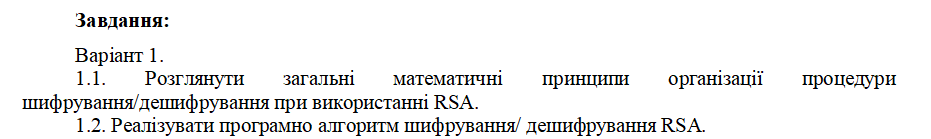 Завдання:
Варіант 1.
1.1. Розглянути загальні математичні принципи організації процедури
шифрування/дешифрування при використанні RSA.
1.2. Реалізувати програмно алгоритм шифрування/ дешифрування RSA.